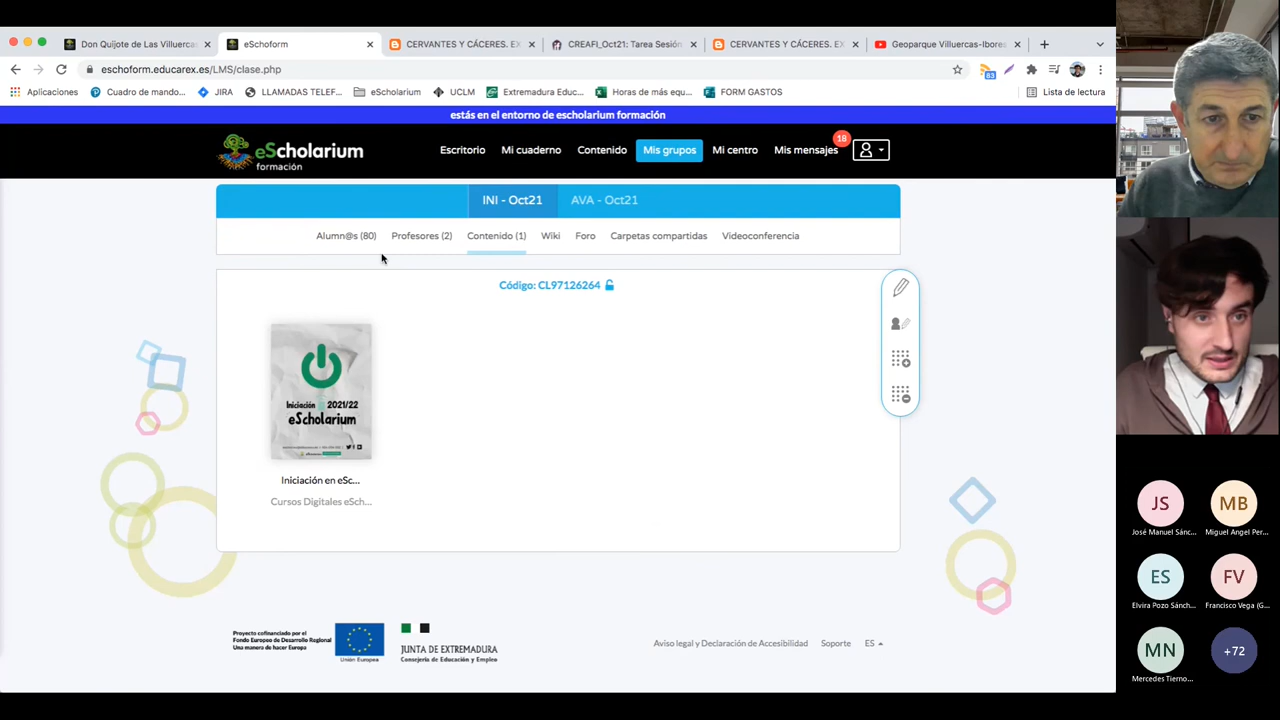 Don Quijote de Las Villuercas
eSchoform
CERVANTES Y CÁCERES. EX
CREAFI_Oct21: Tarea Sesión
CERVANTES Y CÁCERES. EX
Geoparque Villuercas-Ibores
eschoform.educarex.es/LMS/clase.php
83
Aplicaciones
Cuadro de mando...
JIRA
LLAMADAS TELEF...
eScholarium
UCLM
Extremadura Educ...
Horas de más equ...
FORM GASTOS
Lista de lectura
estás en el entorno de escholarium formación
eScholarium
formación
Escritorio
Mi cuaderno
Contenido
Mis grupos
Mi centro
Mis mensajes
18
INI - Oct21
AVA - Oct21
Alumn@s (80)
Profesores (2)
Contenido (1)
Wiki
Foro
Carpetas compartidas
Videoconferencia
Código: CL97126264
Iniciación 2021/22
eScholarium
Iniciación en eSc...
Cursos Digitales eSch...
Proyecto cofinanciado por el
Fondo Europeo de Desarrollo Regional
Una manera de hacer Europa
Unión Europea
JUNTA DE EXTREMADURA
Consejería de Educación y Empleo
Aviso legal y Declaración de Accesibilidad
Soporte
ES
JS
José Manuel Sánc...
MB
Miguel Angel Per...
ES
Elvira Pozo Sánch...
FV
Francisco Vega (G...
MN
Mercedes Tierno...
+72